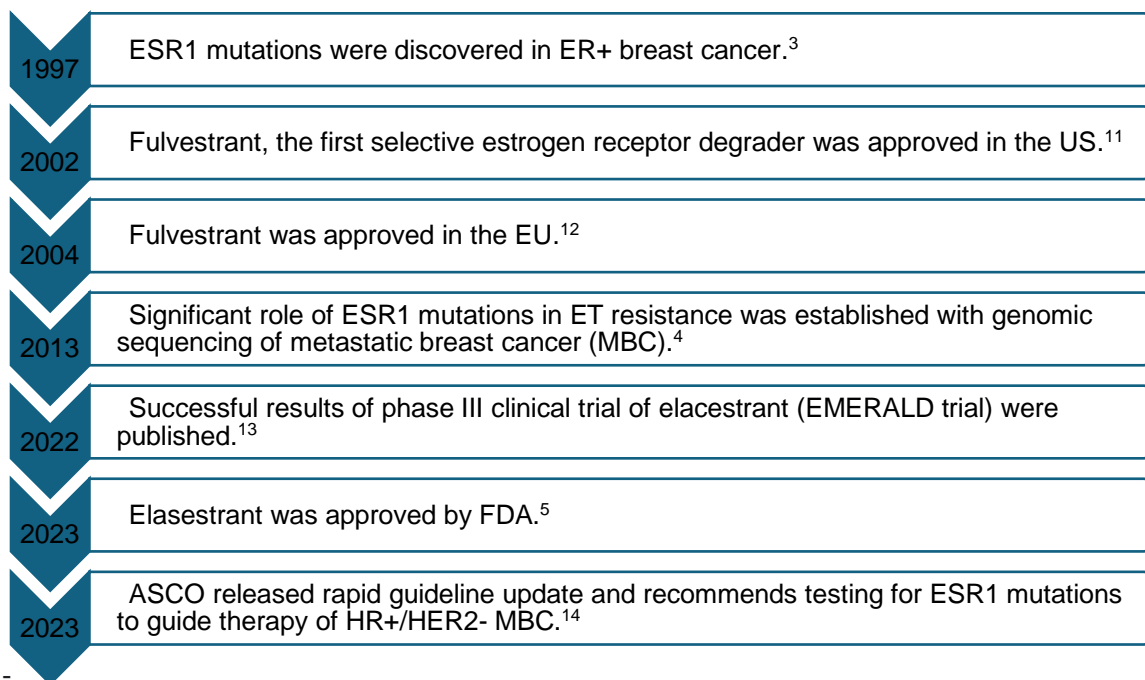 1997
ESR1 mutations were discovered in ER+ breast cancer.³
2002
Fulvestrant, the first selective estrogen receptor degrader was approved in the US.¹¹
2004
Fulvestrant was approved in the EU.¹²
2013
Significant role of ESR1 mutations in ET resistance was established with genomic
sequencing of metastatic breast cancer (MBC).⁴
2022
Successful results of phase III clinical trial of elacestrant (EMERALD trial) were
published.¹³
2023
Elasestrant was approved by FDA.⁵
2023
ASCO released rapid guideline update and recommends testing for ESR1 mutations
to guide therapy of HR+/HER2- MBC.¹⁴
-